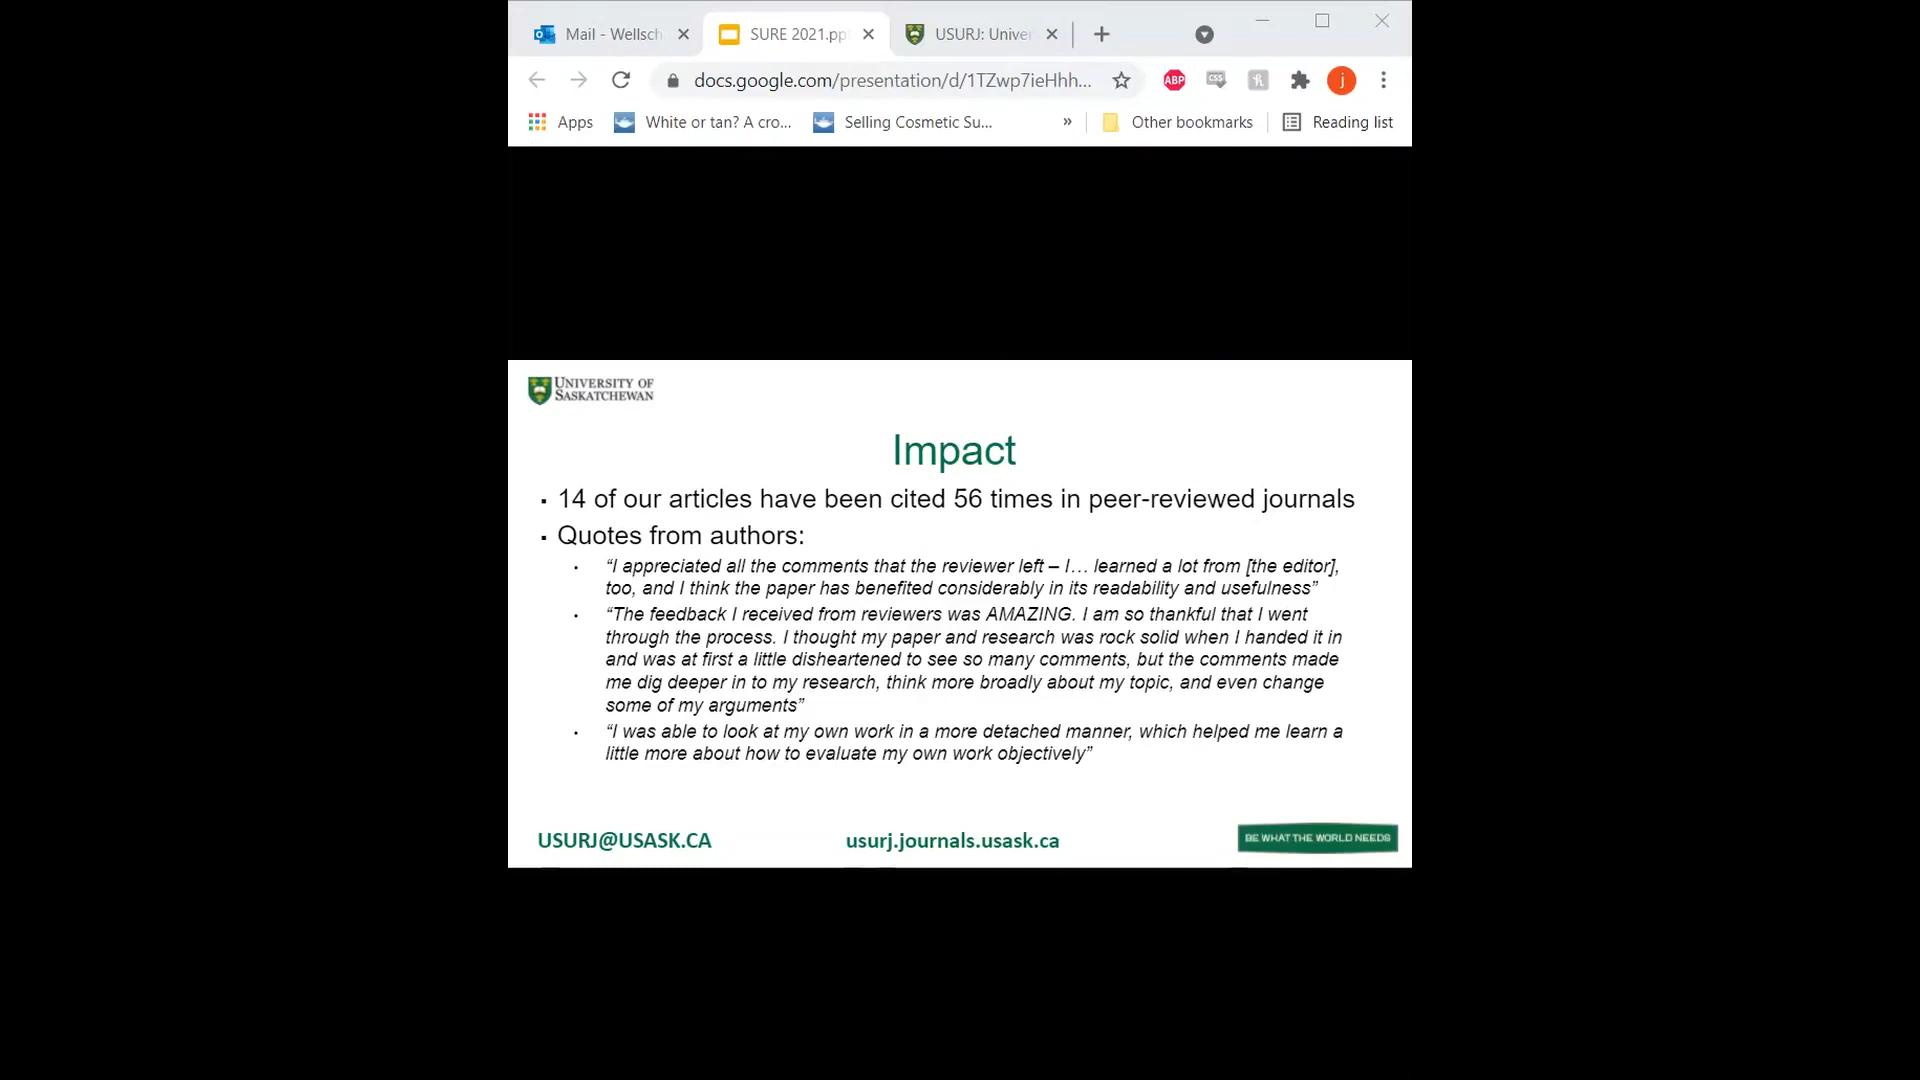 Mail - Wellsch
SURE 2021.pp
USURJ: Univer
docs.google.com/presentation/d/1TZwp7ieHhh...
ABP
CSS
j
Apps
White or tan? A cro...
Selling Cosmetic Su...
»
Other bookmarks
Reading list
UNIVERSITY OF
SASKATCHEWAN
Impact
▪ 14 of our articles have been cited 56 times in peer-reviewed journals
▪ Quotes from authors:
• “I appreciated all the comments that the reviewer left – I… learned a lot from [the editor],
too, and I think the paper has benefited considerably in its readability and usefulness”
• “The feedback I received from reviewers was AMAZING. I am so thankful that I went
through the process. I thought my paper and research was rock solid when I handed it in
and was at first a little disheartened to see so many comments, but the comments made
me dig deeper in to my research, think more broadly about my topic, and even change
some of my arguments”
• “I was able to look at my own work in a more detached manner, which helped me learn a
little more about how to evaluate my own work objectively”
USURJ@USASK.CA
usurj.journals.usask.ca
BE WHAT THE WORLD NEEDS